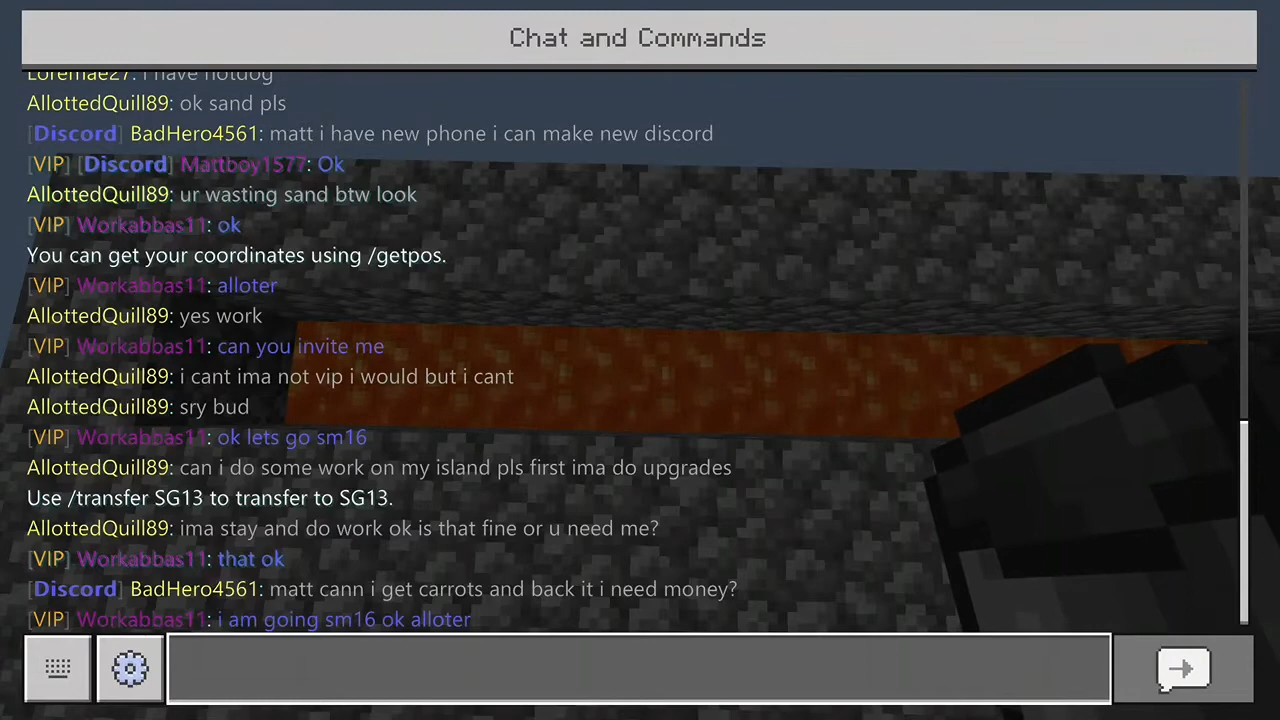 Chat and Commands
Loremae27: i have hotdog
AllottedQuill89: ok sand pls
[Discord] BadHero4561: matt i have new phone i can make new discord
[VIP] [Discord] Mattboy1577: Ok
AllottedQuill89: ur wasting sand btw look
[VIP] Workabbas11: ok
You can get your coordinates using /getpos.
[VIP] Workabbas11: alloter
AllottedQuill89: yes work
[VIP] Workabbas11: can you invite me
AllottedQuill89: i cant ima not vip i would but i cant
AllottedQuill89: sry bud
[VIP] Workabbas11: ok lets go sm16
AllottedQuill89: can i do some work on my island pls first ima do upgrades
Use /transfer SG13 to transfer to SG13.
AllottedQuill89: ima stay and do work ok is that fine or u need me?
[VIP] Workabbas11: that ok
[Discord] BadHero4561: matt cann i get carrots and back it i need money?
[VIP] Workabbas11: i am going sm16 ok alloter